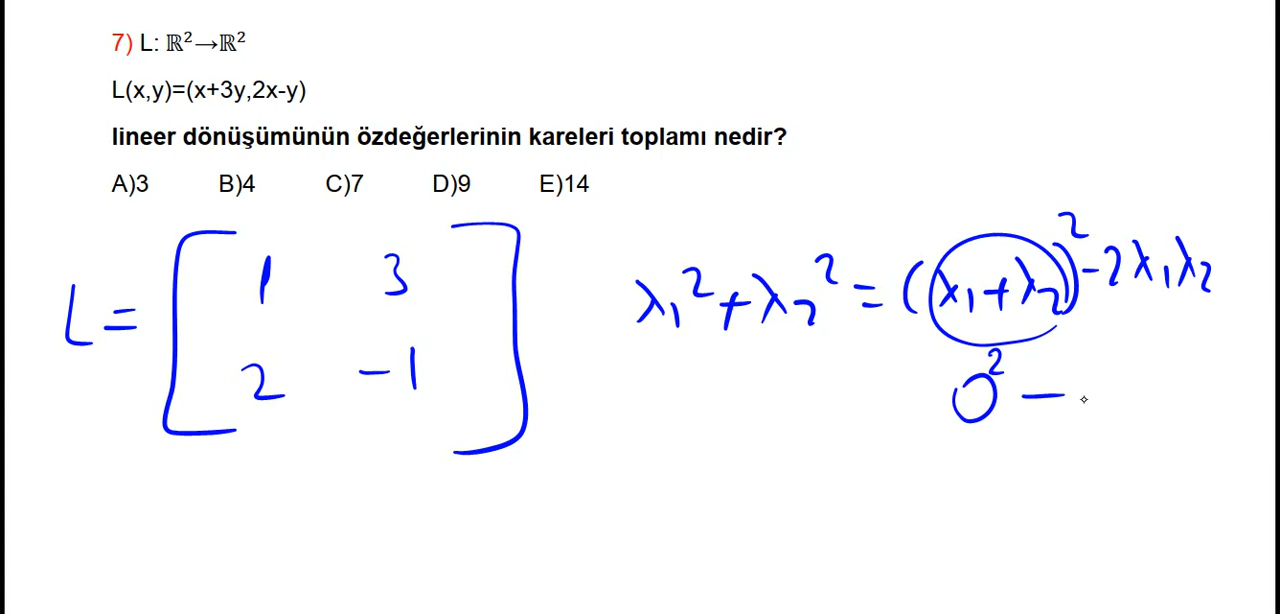 7) L: ℝ²→ℝ²
L(x,y)=(x+3y,2x-y)
lineer dönüşümünün özdeğerlerinin kareleri toplamı nedir?
A)3 B)4 C)7 D)9 E)14
L = [ 1 3
2 -1 ]
λ₁² + λ₂² = (λ₁ + λ₂)² - 2λ₁λ₂
0² -